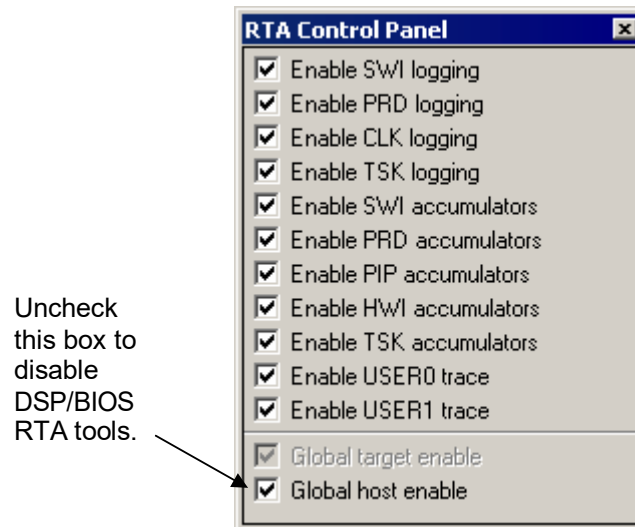 RTA Control Panel
Enable SWI logging
Enable PRD logging
Enable CLK logging
Enable TSK logging
Enable SWI accumulators
Enable PRD accumulators
Enable PIP accumulators
Enable HWI accumulators
Enable TSK accumulators
Enable USER0 trace
Enable USER1 trace
Global target enable
Global host enable
Uncheck
this box to
disable
DSP/BIOS
RTA tools.